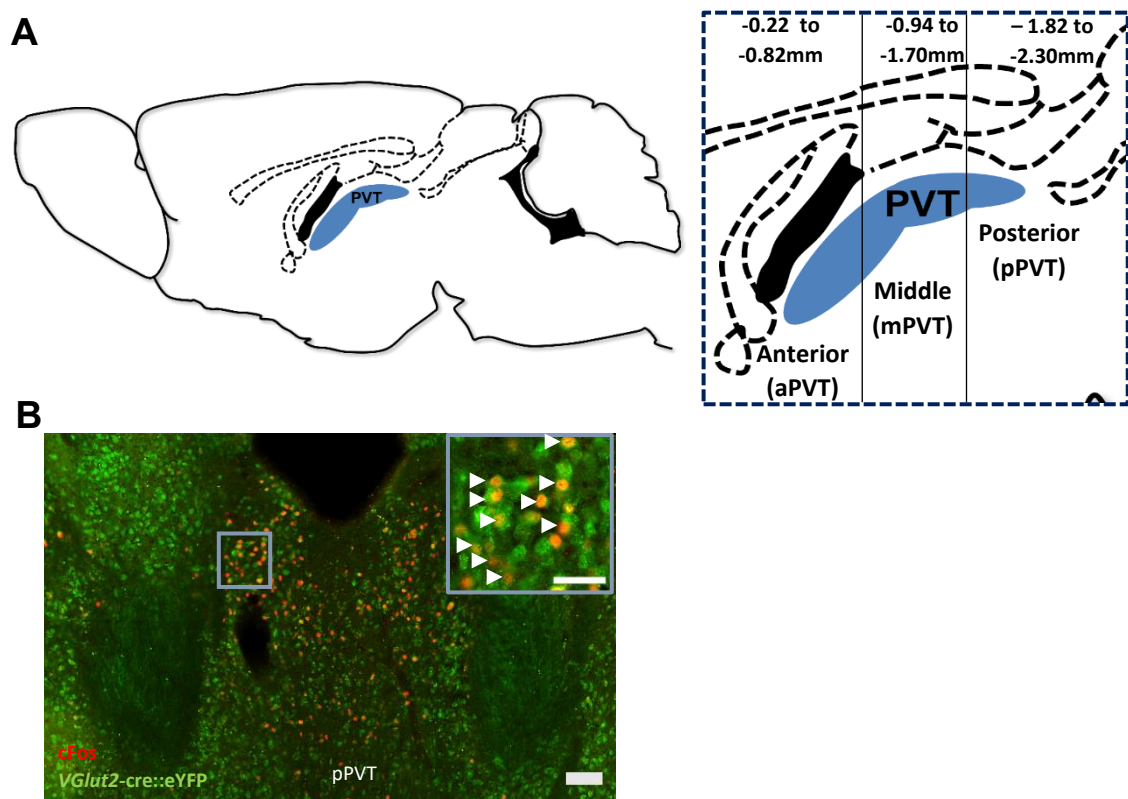 A
PVT
-0.22 to
-0.82mm
-0.94 to
-1.70mm
– 1.82 to
-2.30mm
PVT
Posterior
(pPVT)
Middle
(mPVT)
Anterior
(aPVT)
B
cFos
VGlut2-cre::eYFP
pPVT